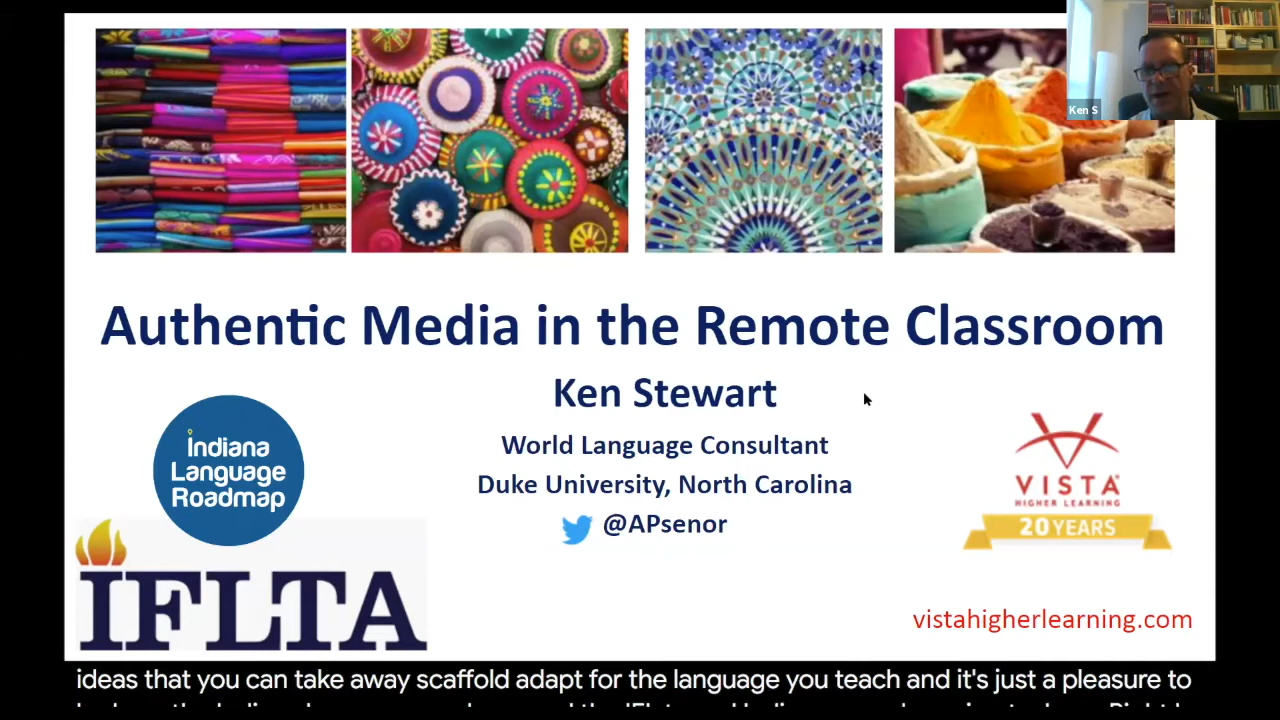 Ken S
Authentic Media in the Remote Classroom
Ken Stewart
World Language Consultant
Duke University, North Carolina
@APsenor
Indiana
Language
Roadmap
IFLTA
VISTA
HIGHER LEARNING
20 YEARS
vistahigherlearning.com
ideas that you can take away scaffold adapt for the language you teach and it's just a pleasure to